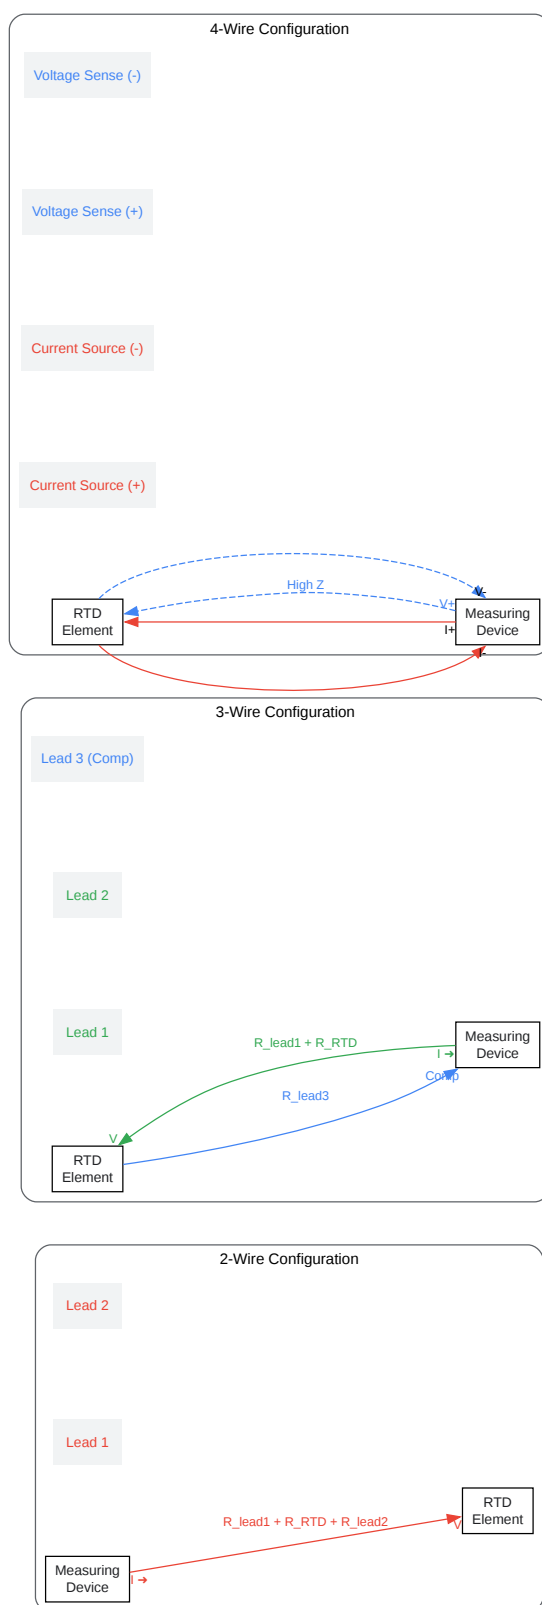 4-Wire Configuration
Voltage Sense (-)
Voltage Sense (+)
Current Source (-)
Current Source (+)
High Z
V-
V+
RTD
Element
Measuring
Device
I+
I-
3-Wire Configuration
Lead 3 (Comp)
Lead 2
Lead 1
R_lead1 + R_RTD
Measuring
Device
I ➔
Comp
R_lead3
V
RTD
Element
2-Wire Configuration
Lead 2
Lead 1
RTD
Element
R_lead1 + R_RTD + R_lead2
V
Measuring
Device
I ➔